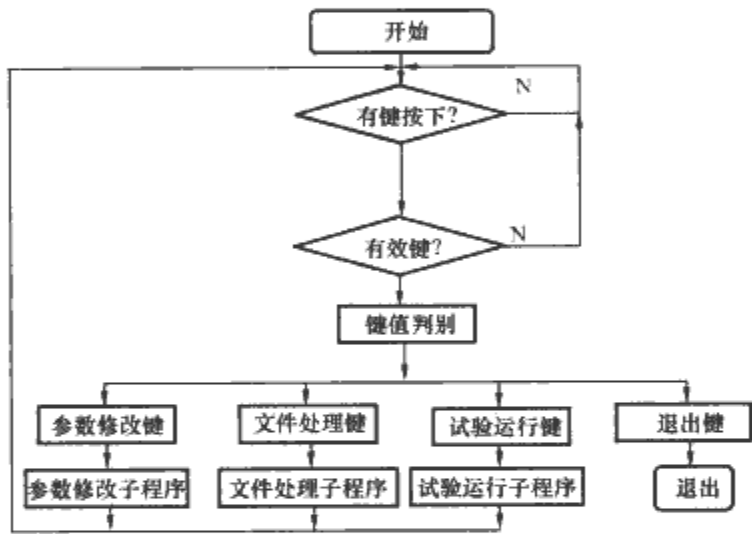 开始
N
有键按下?
有效键?
N
键值判别
参数修改键
文件处理键
试验运行键
退出键
参数修改子程序
文件处理子程序
试验运行子程序
退出